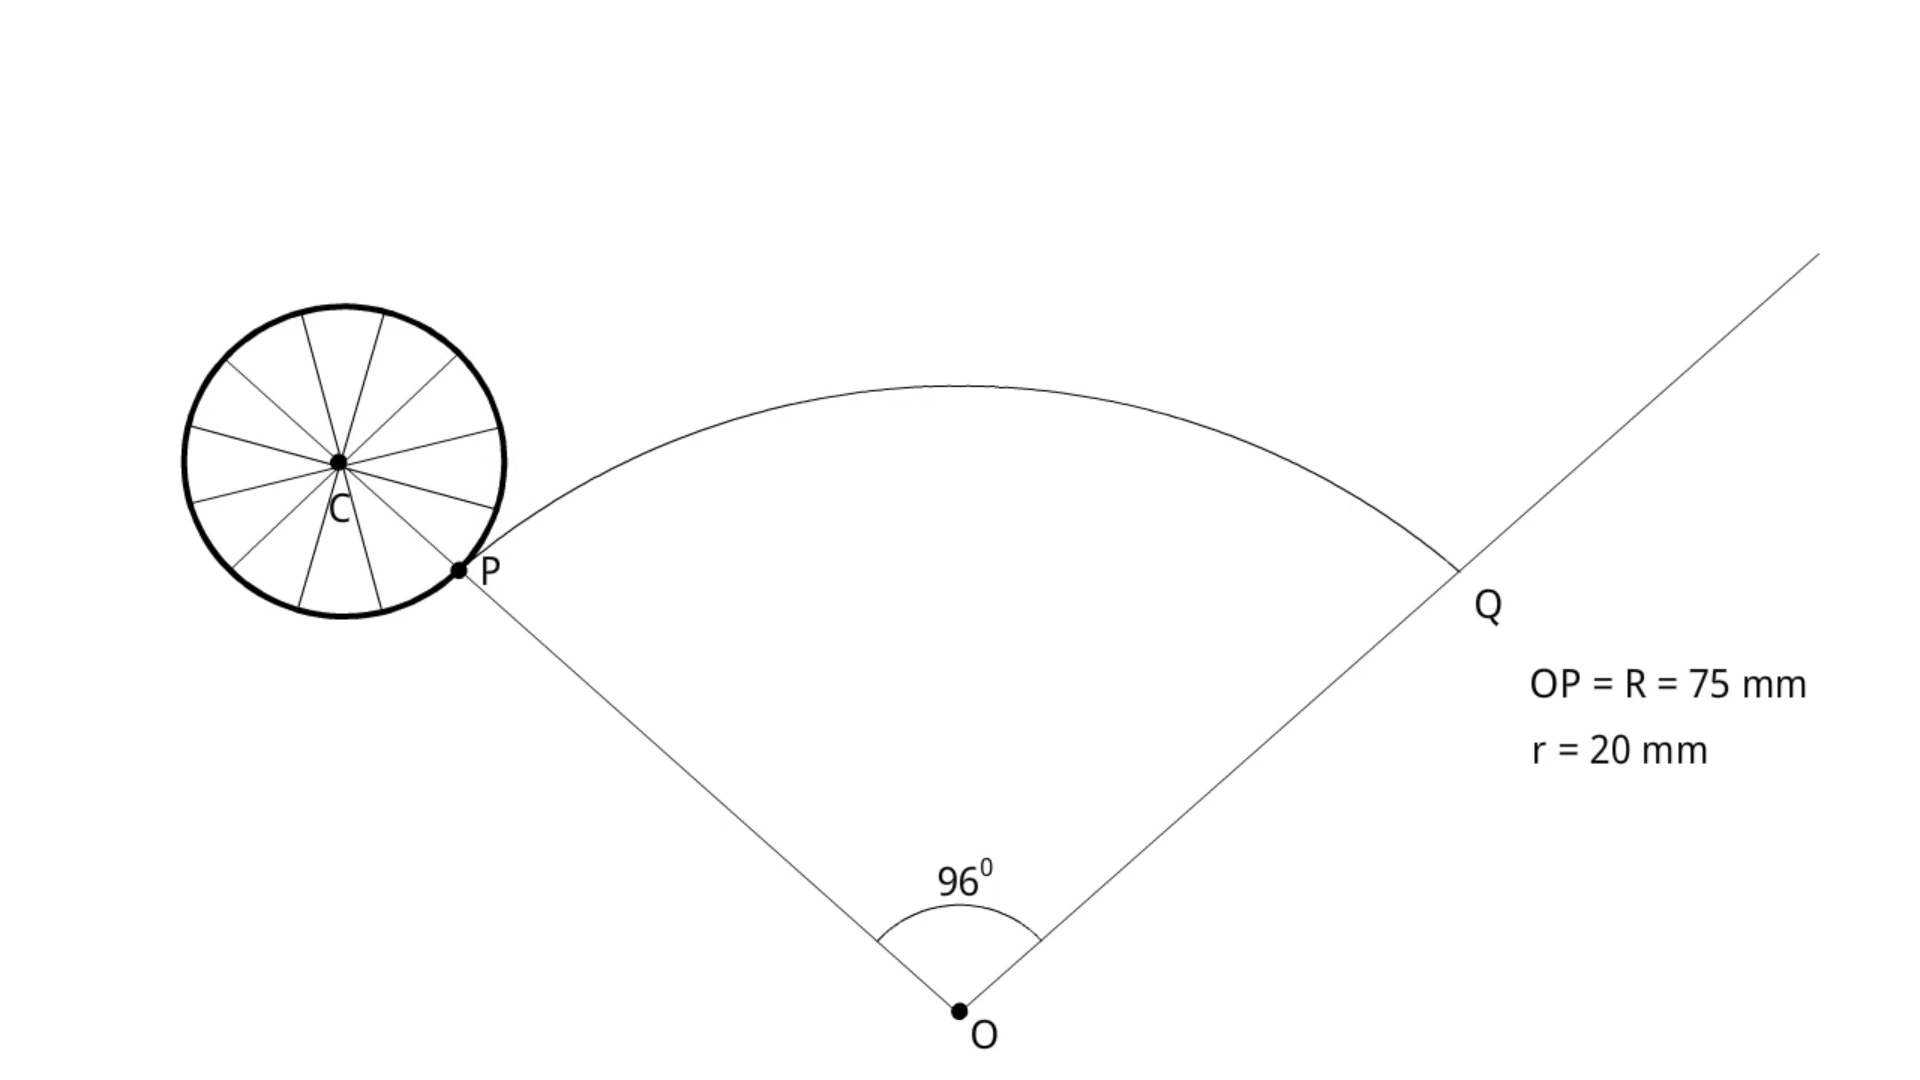 C
P
Q
OP = R = 75 mm
r = 20 mm
96⁰
O